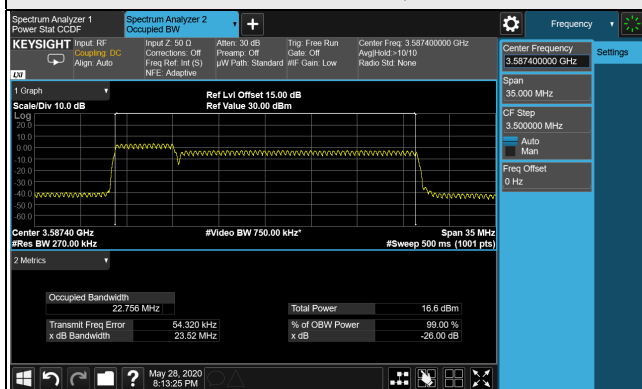 Spectrum Analyzer 1
Power Stat CCDF
Spectrum Analyzer 2
Occupied BW
Frequency
KEYSIGHT
Input: RF
Coupling: DC
Align: Auto
LXI
Input Z: 50 Ω
Corrections: Off
Freq Ref: Int (S)
NFE: Adaptive
Atten: 30 dB
Preamp: Off
µW Path: Standard
Trig: Free Run
Gate: Off
#IF Gain: Low
Center Freq: 3.587400000 GHz
Avg|Hold:>10/10
Radio Std: None
Center Frequency
3.587400000 GHz
Settings
Span
35.000 MHz
CF Step
3.500000 MHz
Auto
Man
Freq Offset
0 Hz
1 Graph
Scale/Div 10.0 dB
Ref Lvl Offset 15.00 dB
Ref Value 30.00 dBm
Log
20.0
10.0
0.00
-10.0
-20.0
-30.0
-40.0
-50.0
-60.0
Center 3.58740 GHz
#Res BW 270.00 kHz
#Video BW 750.00 kHz*
Span 35 MHz
#Sweep 500 ms (1001 pts)
2 Metrics
Occupied Bandwidth
22.756 MHz
Total Power 16.6 dBm
Transmit Freq Error 54.320 kHz
% of OBW Power 99.00 %
x dB Bandwidth 23.52 MHz
x dB -26.00 dB
?
May 28, 2020
8:13:25 PM